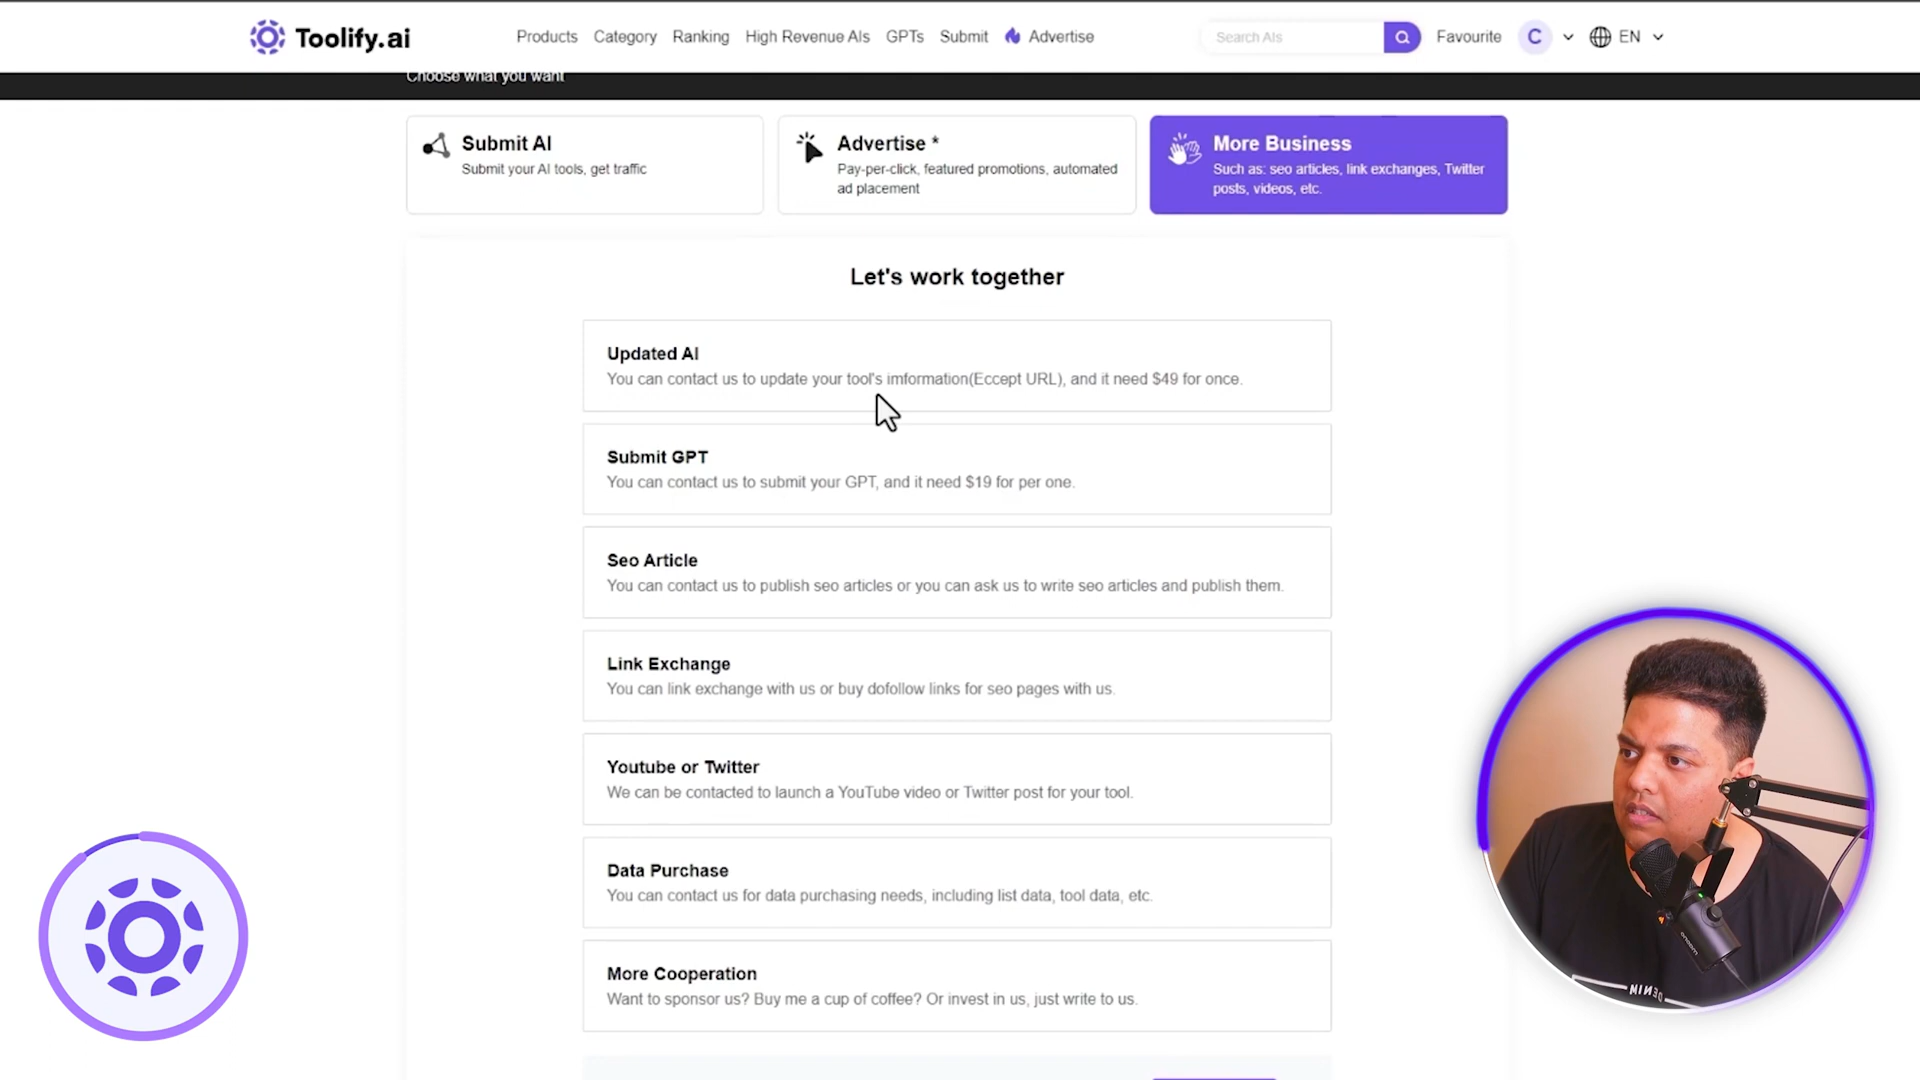 Toolify.ai
Products Category Ranking High Revenue AIs GPTs Submit Advertise
Search AIs
Favourite C EN
Choose what you want
Submit AI
Submit your AI tools, get traffic
Advertise *
Pay-per-click, featured promotions, automated
ad placement
More Business
Such as: seo articles, link exchanges, Twitter
posts, videos, etc.
Let's work together
Updated AI
You can contact us to update your tool's imformation(Eccept URL), and it need $49 for once.
Submit GPT
You can contact us to submit your GPT, and it need $19 for per one.
Seo Article
You can contact us to publish seo articles or you can ask us to write seo articles and publish them.
Link Exchange
You can link exchange with us or buy dofollow links for seo pages with us.
Youtube or Twitter
We can be contacted to launch a YouTube video or Twitter post for your tool.
Data Purchase
You can contact us for data purchasing needs, including list data, tool data, etc.
More Cooperation
Want to sponsor us? Buy me a cup of coffee? Or invest in us, just write to us.